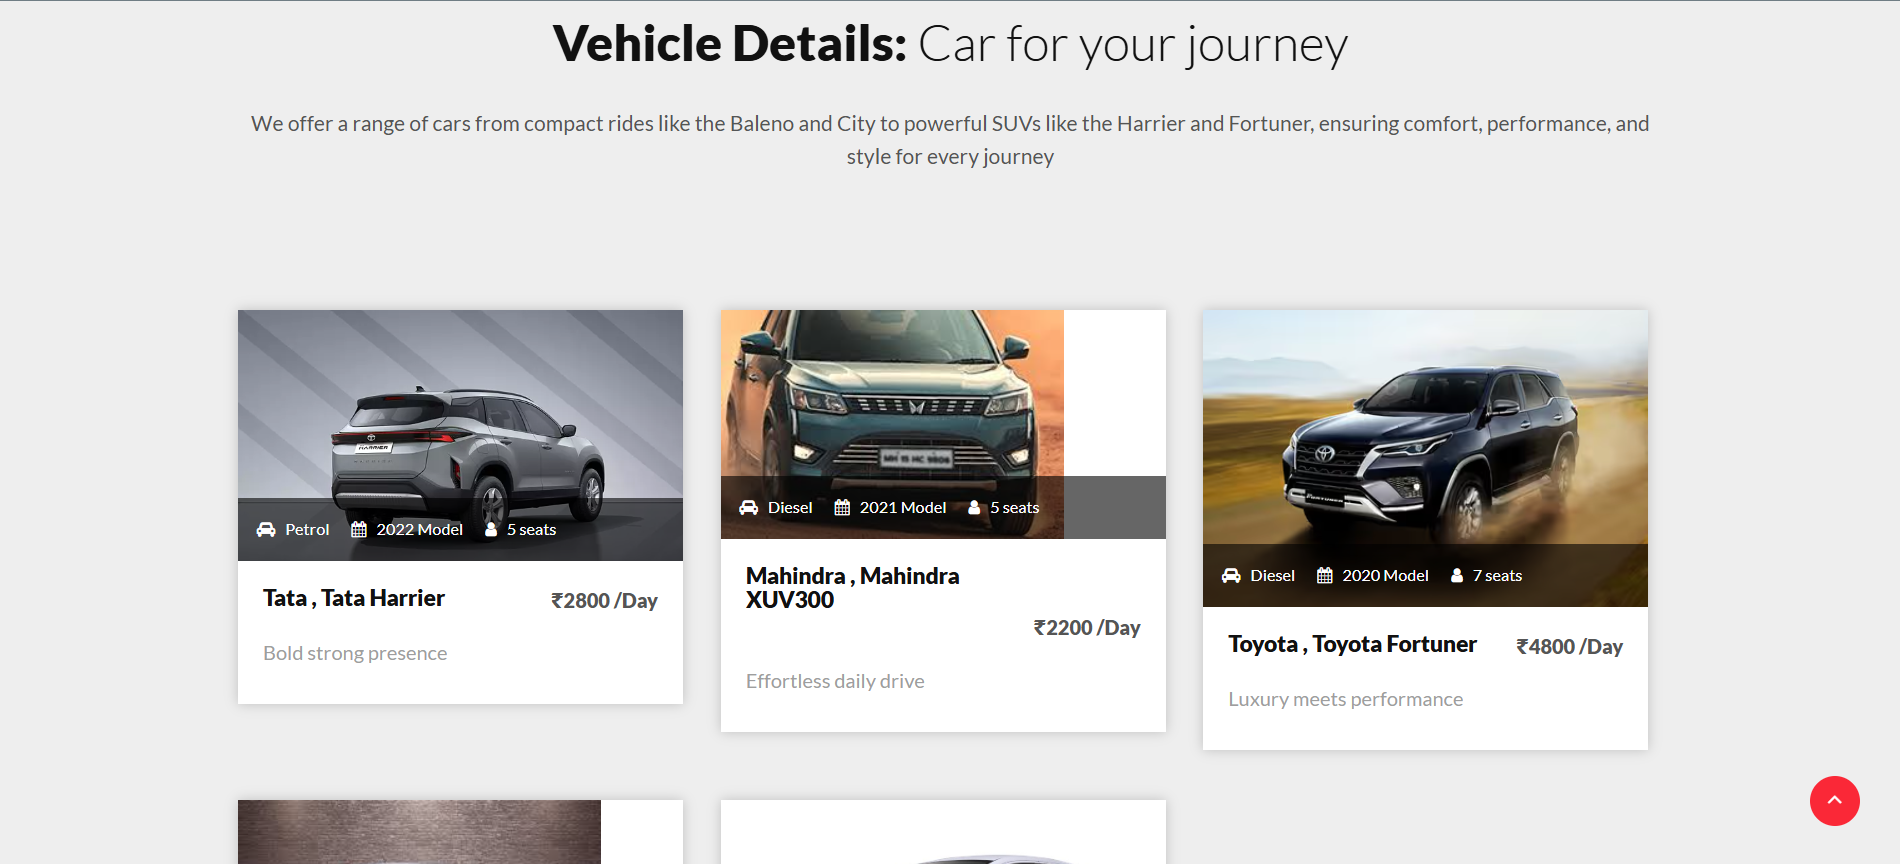 Vehicle Details: Car for your journey
We offer a range of cars from compact rides like the Baleno and City to powerful SUVs like the Harrier and Fortuner, ensuring comfort, performance, and
style for every journey
HARRIER
Petrol 2022 Model 5 seats
Tata , Tata Harrier ₹2800 /Day
Bold strong presence
Diesel 2021 Model 5 seats
Mahindra , Mahindra
XUV300
₹2200 /Day
Effortless daily drive
FORTUNER
Diesel 2020 Model 7 seats
Toyota , Toyota Fortuner ₹4800 /Day
Luxury meets performance